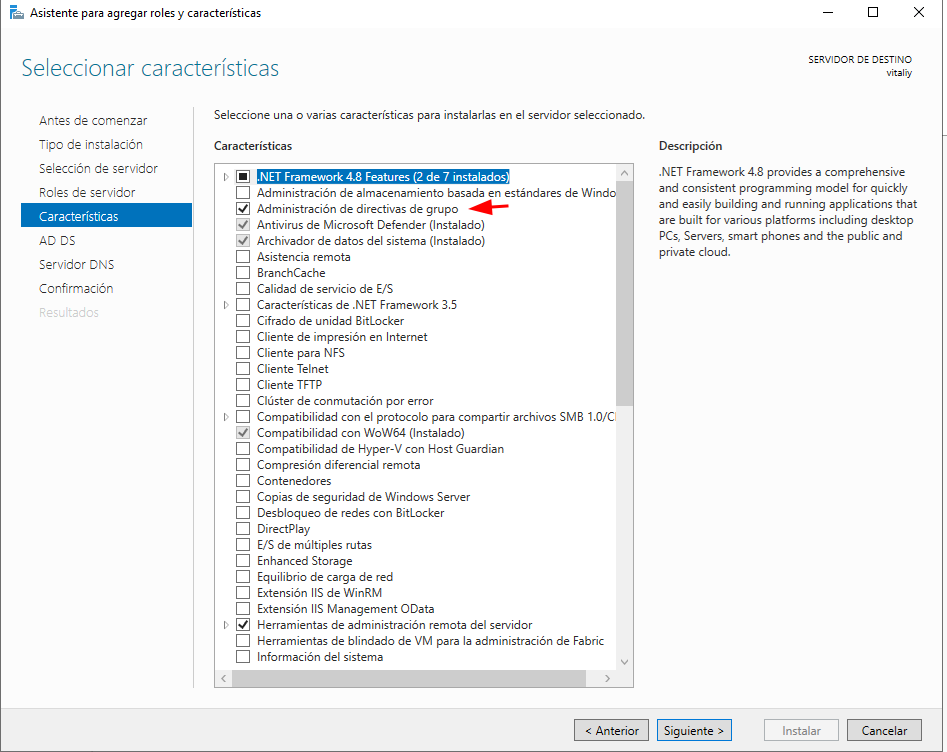 Asistente para agregar roles y características
Seleccionar características
SERVIDOR DE DESTINO
vitaliy
Antes de comenzar
Tipo de instalación
Selección de servidor
Roles de servidor
Características
AD DS
Servidor DNS
Confirmación
Resultados
Seleccione una o varias características para instalarlas en el servidor seleccionado.
Características
.NET Framework 4.8 Features (2 de 7 instalados)
Administración de almacenamiento basada en estándares de Windo
Administración de directivas de grupo
Antivirus de Microsoft Defender (Instalado)
Archivador de datos del sistema (Instalado)
Asistencia remota
BranchCache
Calidad de servicio de E/S
Características de .NET Framework 3.5
Cifrado de unidad BitLocker
Cliente de impresión en Internet
Cliente para NFS
Cliente Telnet
Cliente TFTP
Clúster de conmutación por error
Compatibilidad con el protocolo para compartir archivos SMB 1.0/CI
Compatibilidad con WoW64 (Instalado)
Compatibilidad de Hyper-V con Host Guardian
Compresión diferencial remota
Contenedores
Copias de seguridad de Windows Server
Desbloqueo de redes con BitLocker
DirectPlay
E/S de múltiples rutas
Enhanced Storage
Equilibrio de carga de red
Extensión IIS de WinRM
Extensión IIS Management OData
Herramientas de administración remota del servidor
Herramientas de blindado de VM para la administración de Fabric
Información del sistema
Descripción
.NET Framework 4.8 provides a comprehensive
and consistent programming model for quickly
and easily building and running applications that
are built for various platforms including desktop
PCs, Servers, smart phones and the public and
private cloud.
< Anterior
Siguiente >
Instalar
Cancelar